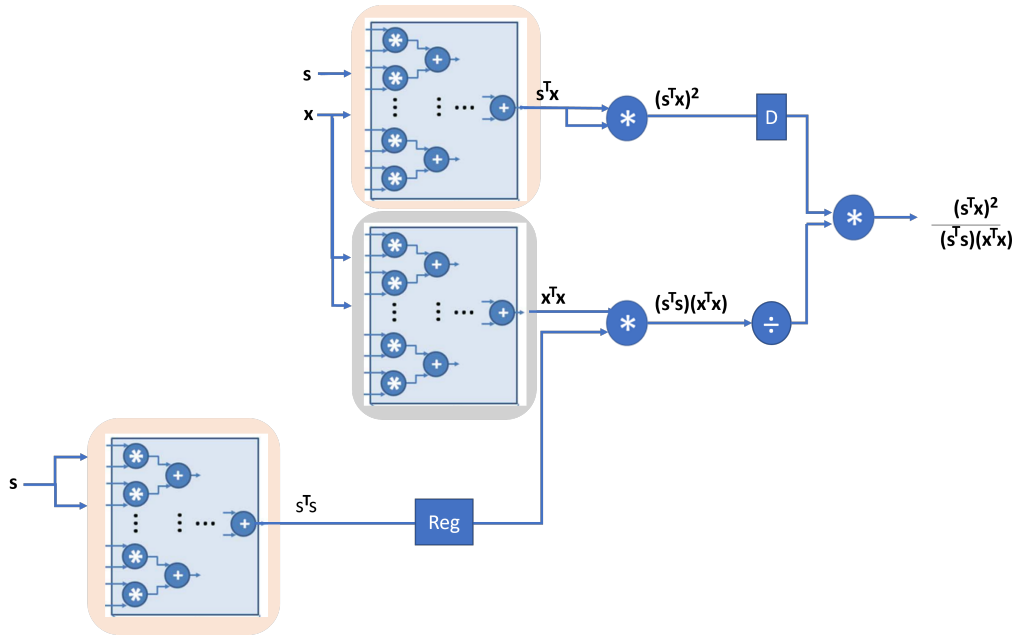 s
x
* + * ⋮ ⋮ ... + * + *
sᵀx
*
(sᵀx)²
D
* + * ⋮ ⋮ ... + * + *
xᵀx
*
(sᵀs)(xᵀx)
÷
*
(sᵀx)²
(sᵀs)(xᵀx)
s
* + * ⋮ ⋮ ... + * + *
sᵀs
Reg